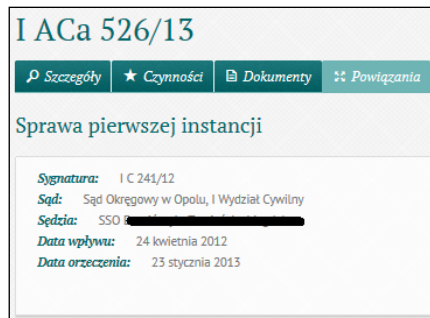 I ACa 526/13
Szczegóły Czynności Dokumenty Powiązania
Sprawa pierwszej instancji
Sygnatura: I C 241/12
Sąd: Sąd Okręgowy w Opolu, I Wydział Cywilny
Sędzia: SSO
Data wpływu: 24 kwietnia 2012
Data orzeczenia: 23 stycznia 2013